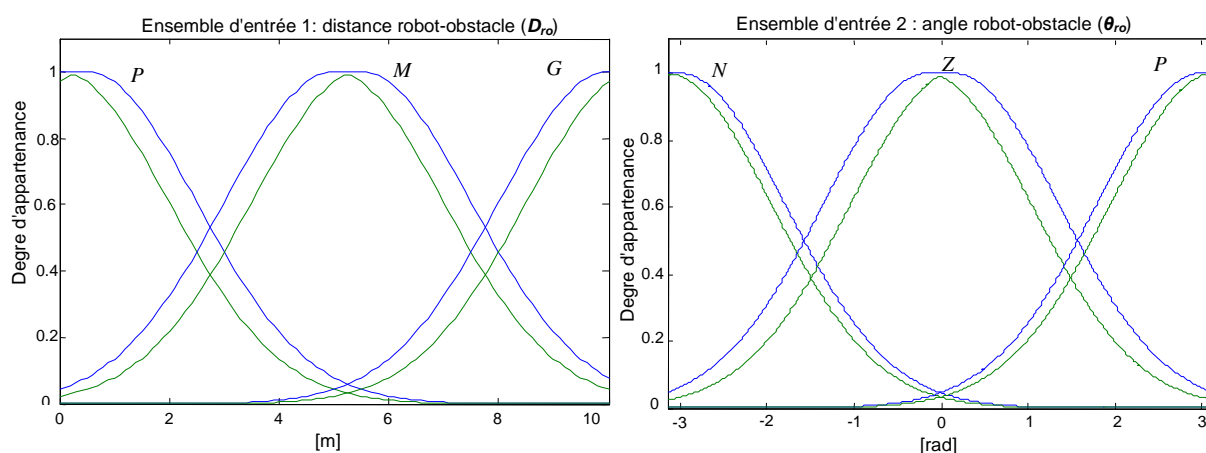 Ensemble d'entrée 1: distance robot-obstacle (Dro)
Degre d'appartenance
1
0.8
0.6
0.4
0.2
0
P
M
G
0 2 4 6 8 10
[m]
Ensemble d'entrée 2 : angle robot-obstacle (θro)
Degre d'appartenance
1
0.8
0.6
0.4
0.2
0
N
Z
P
-3 -2 -1 0 1 2 3
[rad]